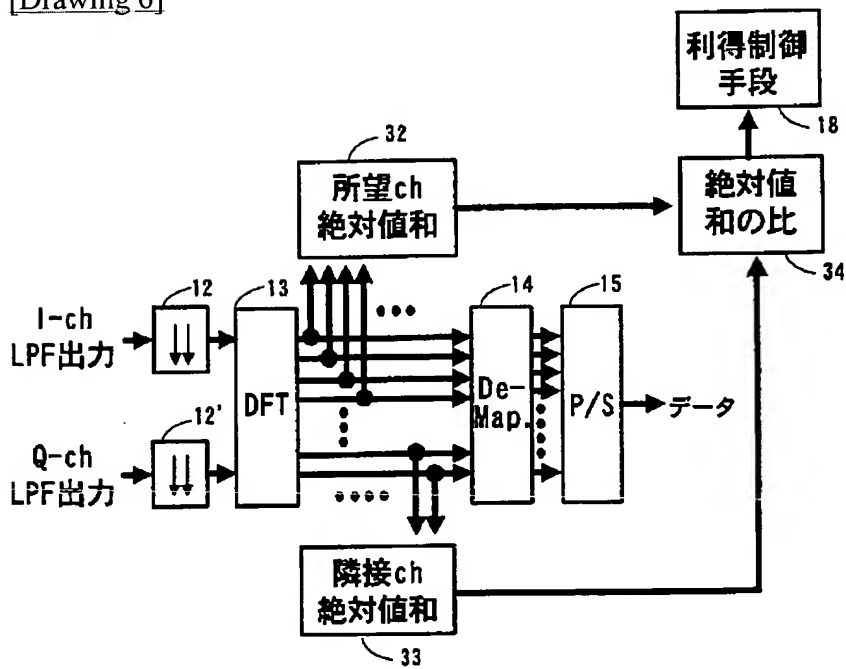 [Drawing 6]
利得制御
手段
18
32
所望ch
絶対値和
絶対値
和の比
34
I-ch
LPF出力
12
13
DFT
14
De-
Map.
15
P/S
データ
Q-ch
LPF出力
12'
隣接ch
絶対値和
33